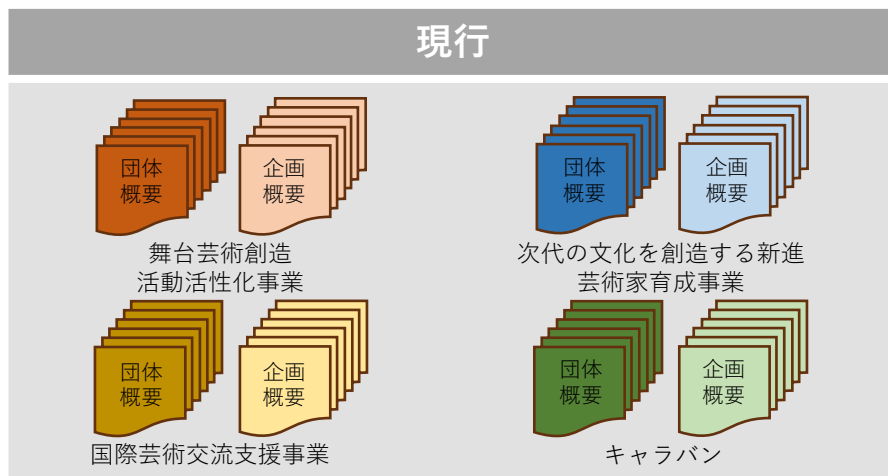 現行
団体
概要
企画
概要
舞台芸術創造
活動活性化事業
団体
概要
企画
概要
次代の文化を創造する新進
芸術家育成事業
団体
概要
企画
概要
国際芸術交流支援事業
団体
概要
企画
概要
キャラバン